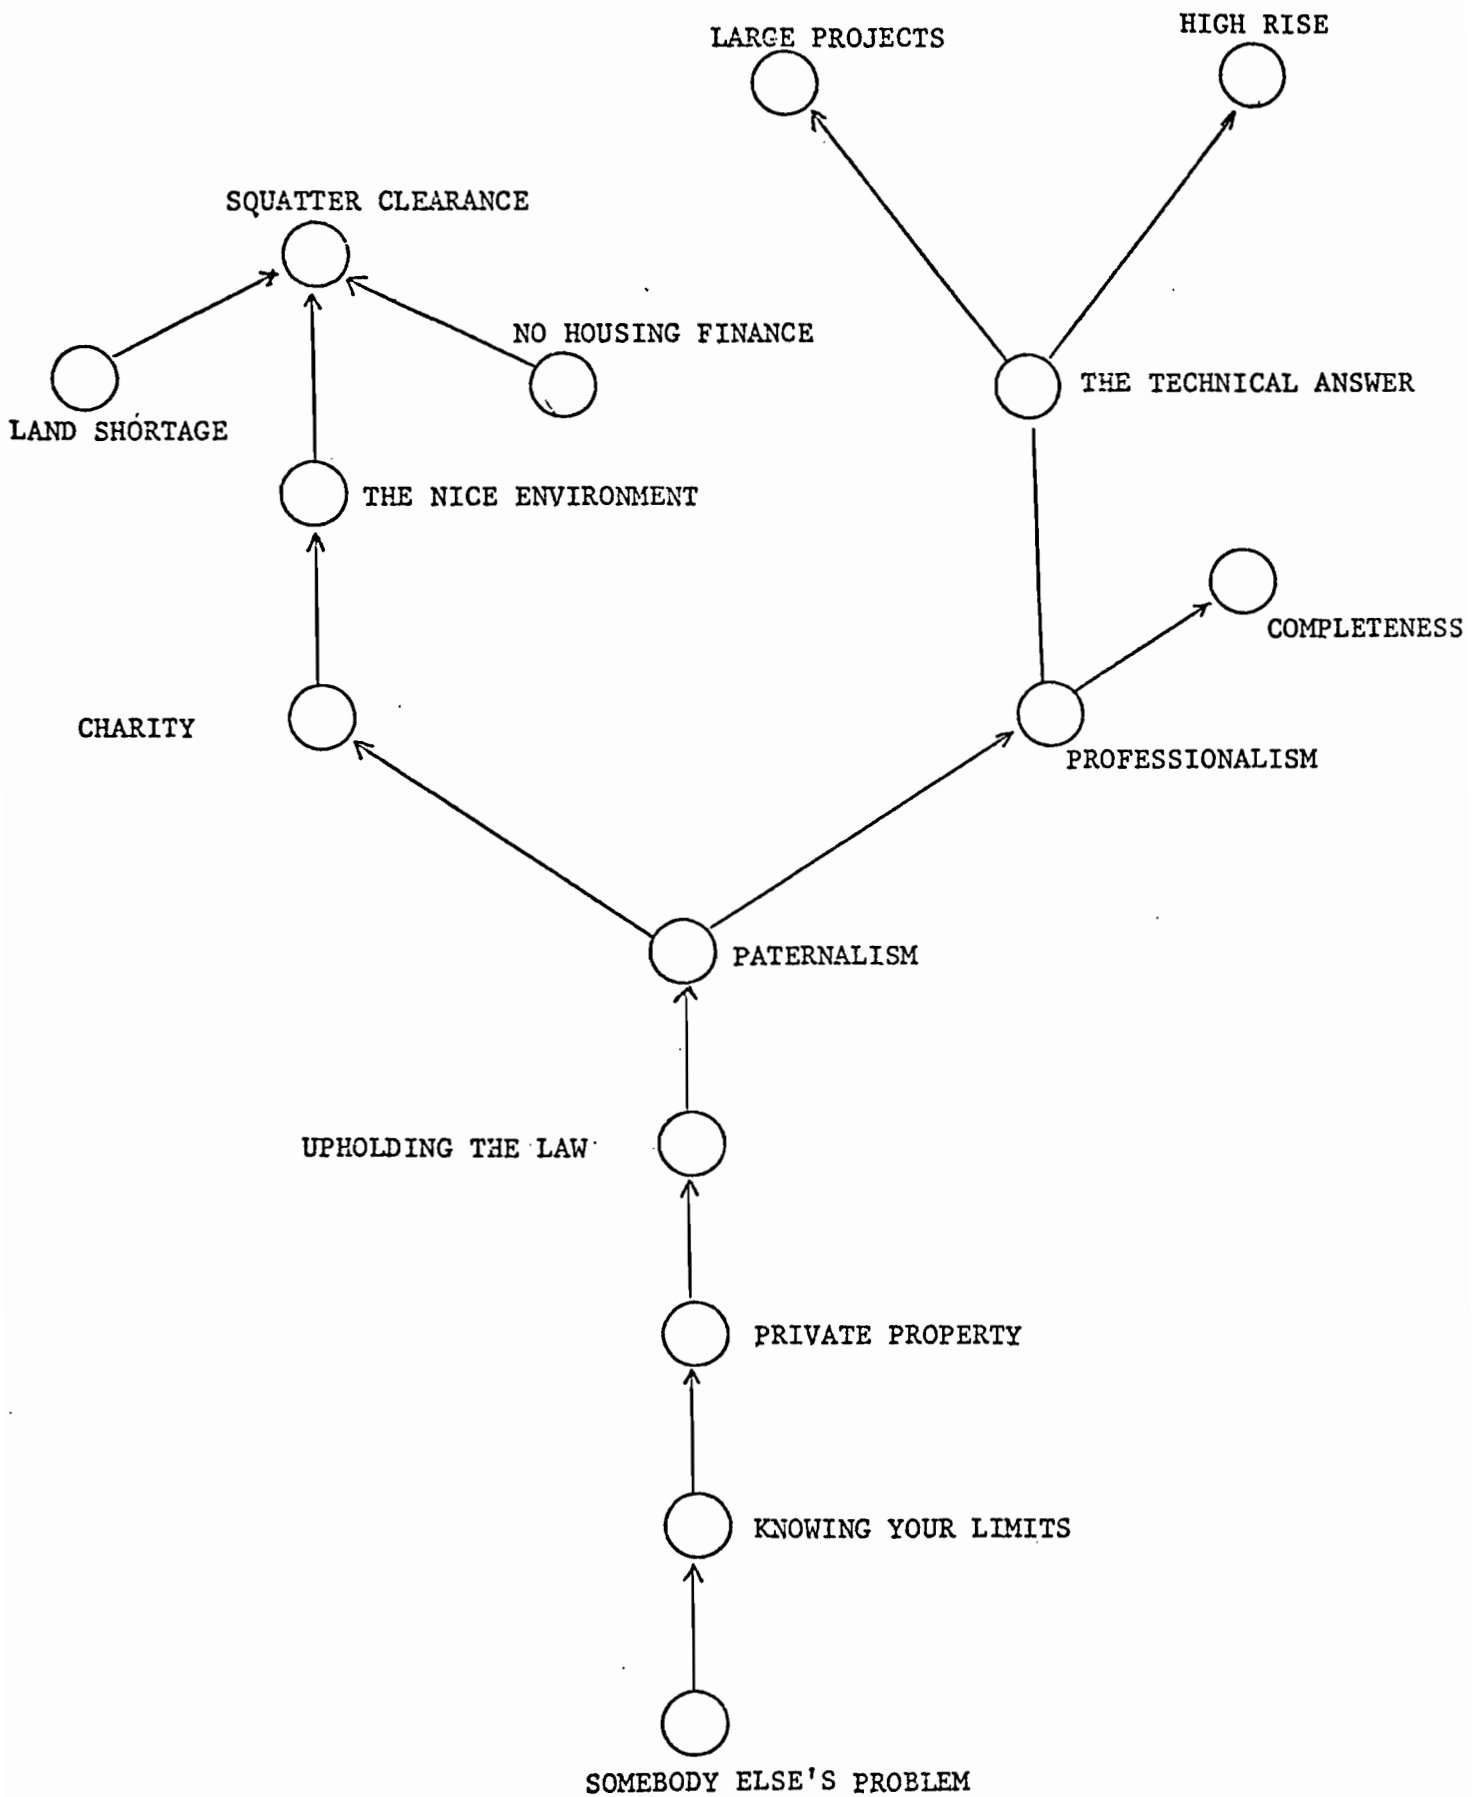 HIGH RISE
LARGE PROJECTS
SQUATTER CLEARANCE
NO HOUSING FINANCE
THE TECHNICAL ANSWER
LAND SHORTAGE
THE NICE ENVIRONMENT
COMPLETENESS
CHARITY
PROFESSIONALISM
PATERNALISM
UPHOLDING THE LAW
PRIVATE PROPERTY
KNOWING YOUR LIMITS
SOMEBODY ELSE'S PROBLEM